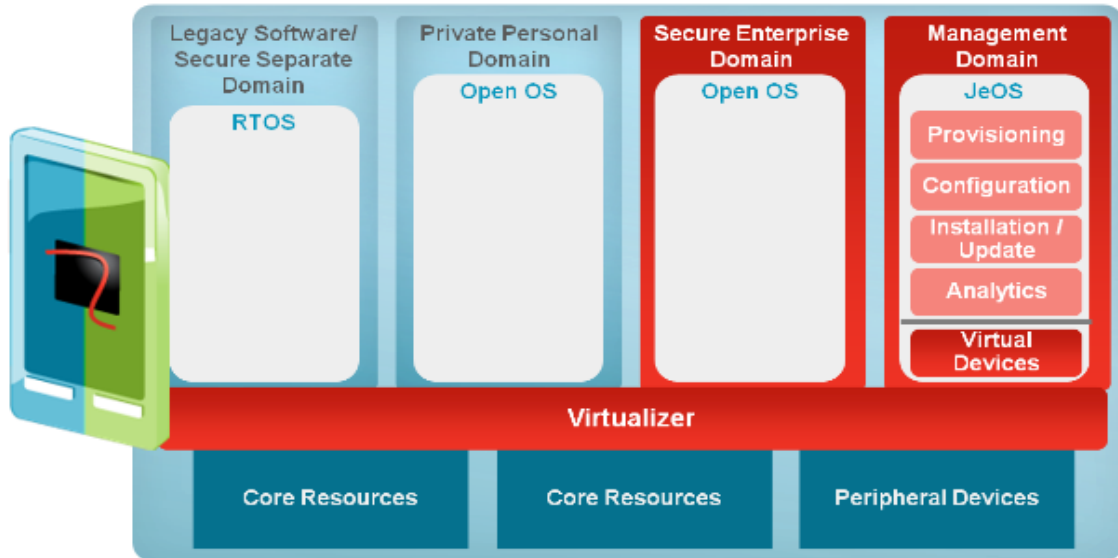 Legacy Software/
Secure Separate
Domain
RTOS
Private Personal
Domain
Open OS
Secure Enterprise
Domain
Open OS
Management
Domain
JeOS
Provisioning
Configuration
Installation /
Update
Analytics
Virtual
Devices
Virtualizer
Core Resources
Core Resources
Peripheral Devices